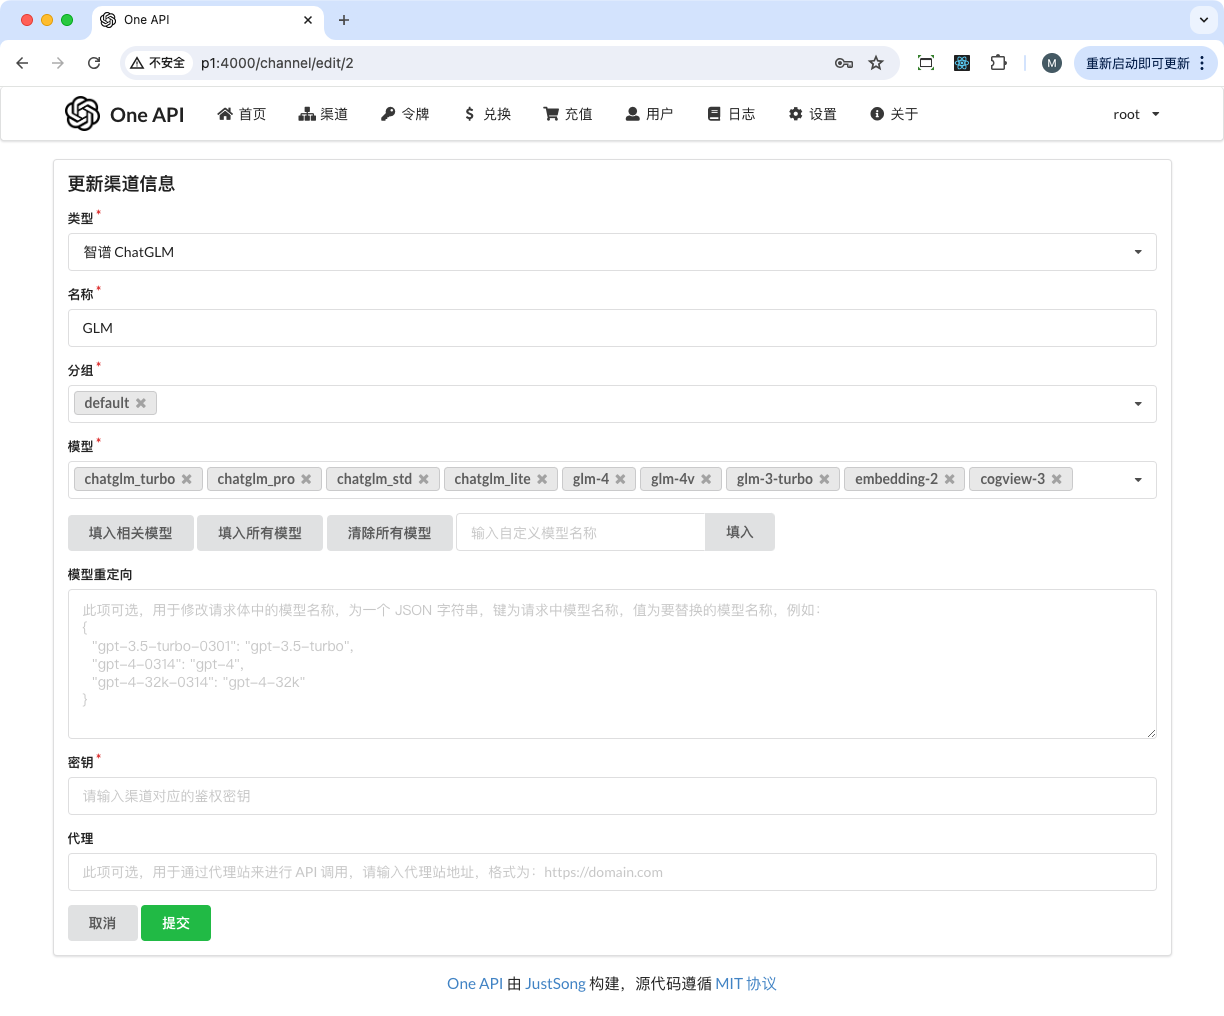 One API
不安全
p1:4000/channel/edit/2
M
重新启动即可更新
One API
首页
渠道
令牌
兑换
充值
用户
日志
设置
关于
root
更新渠道信息
类型*
智谱 ChatGLM
名称*
GLM
分组*
default
模型*
chatglm_turbo
chatglm_pro
chatglm_std
chatglm_lite
glm-4
glm-4v
glm-3-turbo
embedding-2
cogview-3
填入相关模型
填入所有模型
清除所有模型
输入自定义模型名称
填入
模型重定向
此项可选，用于修改请求体中的模型名称，为一个 JSON 字符串，键为请求中模型名称，值为要替换的模型名称，例如：
{
"gpt-3.5-turbo-0301": "gpt-3.5-turbo",
"gpt-4-0314": "gpt-4",
"gpt-4-32k-0314": "gpt-4-32k"
}
密钥*
请输入渠道对应的鉴权密钥
代理
此项可选，用于通过代理站来进行 API 调用，请输入代理站地址，格式为：https://domain.com
取消
提交
One API 由 JustSong 构建，源代码遵循 MIT 协议